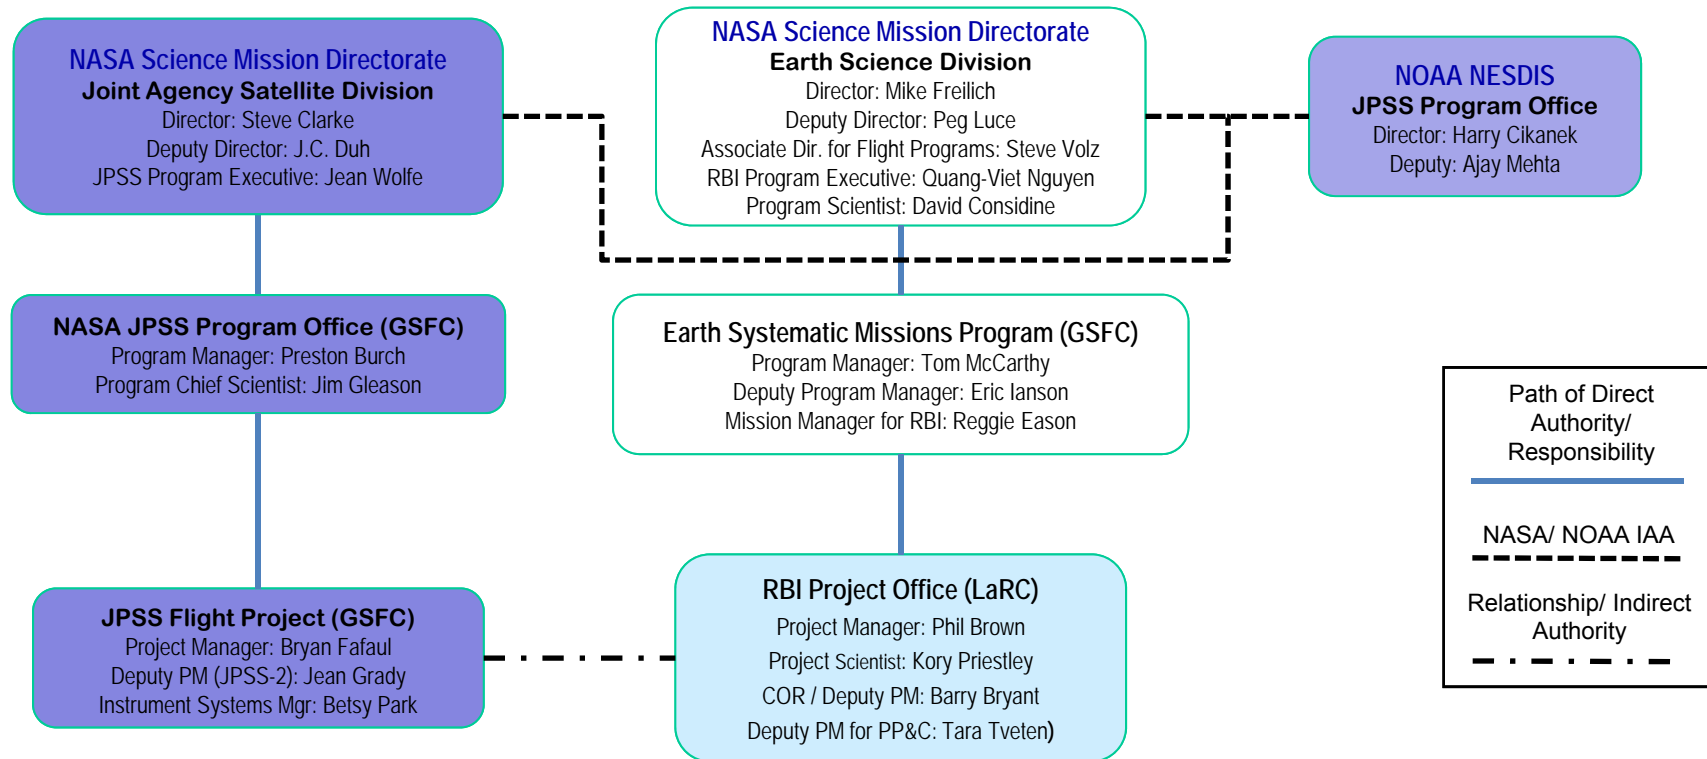 NASA Science Mission Directorate
Joint Agency Satellite Division
Director: Steve Clarke
Deputy Director: J.C. Duh
JPSS Program Executive: Jean Wolfe
NASA Science Mission Directorate
Earth Science Division
Director: Mike Freilich
Deputy Director: Peg Luce
Associate Dir. for Flight Programs: Steve Volz
RBI Program Executive: Quang-Viet Nguyen
Program Scientist: David Considine
NOAA NESDIS
JPSS Program Office
Director: Harry Cikanek
Deputy: Ajay Mehta
NASA JPSS Program Office (GSFC)
Program Manager: Preston Burch
Program Chief Scientist: Jim Gleason
Earth Systematic Missions Program (GSFC)
Program Manager: Tom McCarthy
Deputy Program Manager: Eric Ianson
Mission Manager for RBI: Reggie Eason
JPSS Flight Project (GSFC)
Project Manager: Bryan Fafaul
Deputy PM (JPSS-2): Jean Grady
Instrument Systems Mgr: Betsy Park
RBI Project Office (LaRC)
Project Manager: Phil Brown
Project Scientist: Kory Priestley
COR / Deputy PM: Barry Bryant
Deputy PM for PP&C: Tara Tveten)
Path of Direct
Authority/
Responsibility
NASA/ NOAA IAA
Relationship/ Indirect
Authority